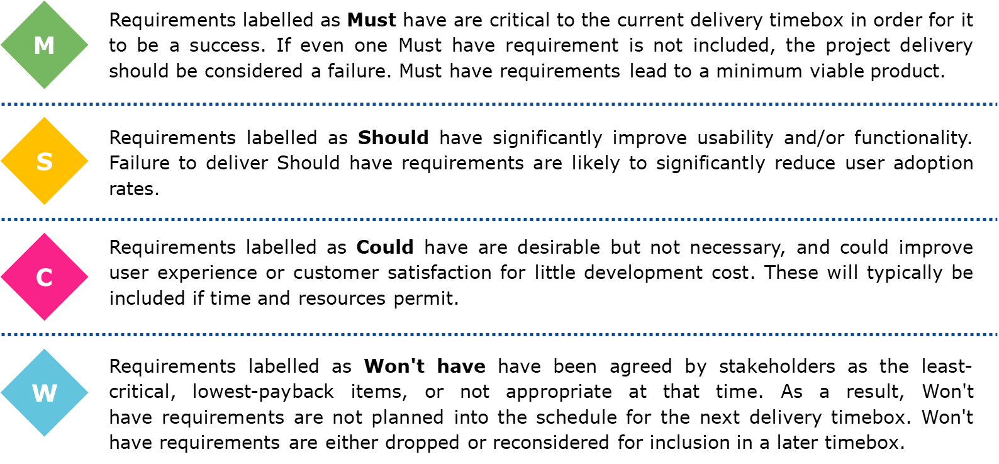 M
Requirements labelled as Must have are critical to the current delivery timebox in order for it
to be a success. If even one Must have requirement is not included, the project delivery
should be considered a failure. Must have requirements lead to a minimum viable product.
S
Requirements labelled as Should have significantly improve usability and/or functionality.
Failure to deliver Should have requirements are likely to significantly reduce user adoption
rates.
C
Requirements labelled as Could have are desirable but not necessary, and could improve
user experience or customer satisfaction for little development cost. These will typically be
included if time and resources permit.
W
Requirements labelled as Won't have have been agreed by stakeholders as the least-
critical, lowest-payback items, or not appropriate at that time. As a result, Won't
have requirements are not planned into the schedule for the next delivery timebox. Won't
have requirements are either dropped or reconsidered for inclusion in a later timebox.